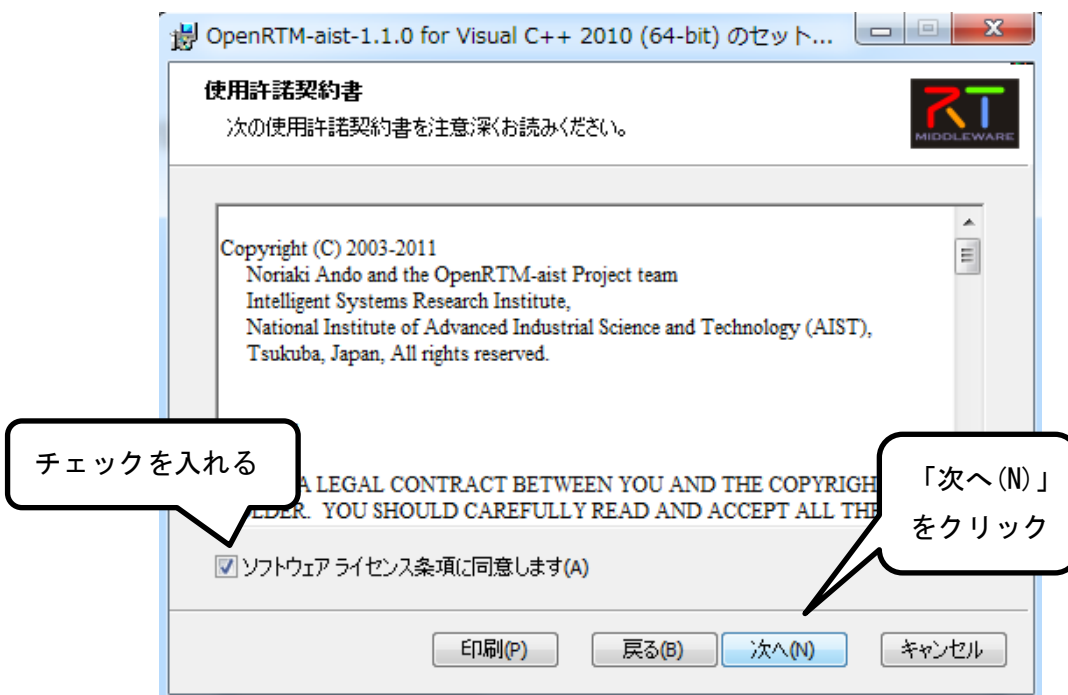 OpenRTM-aist-1.1.0 for Visual C++ 2010 (64-bit) のセット...
使用許諾契約書
次の使用許諾契約書を注意深くお読みください。
RT
MIDDLEWARE
Copyright (C) 2003-2011
Noriaki Ando and the OpenRTM-aist Project team
Intelligent Systems Research Institute,
National Institute of Advanced Industrial Science and Technology (AIST),
Tsukuba, Japan, All rights reserved.
チェックを入れる
A LEGAL CONTRACT BETWEEN YOU AND THE COPYRIGH
YOU SHOULD CAREFULLY READ AND ACCEPT ALL THE
「次へ(N)」
をクリック
ソフトウェア ライセンス条項に同意します(A)
印刷(P)
戻る(B)
次へ(N)
キャンセル